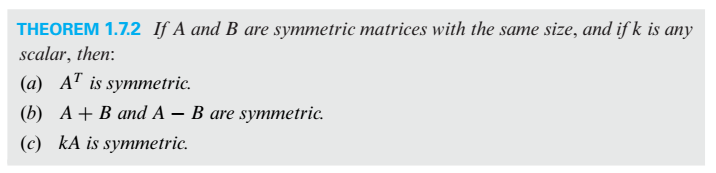 THEOREM 1.7.2 If A and B are symmetric matrices with the same size, and if k is any
scalar, then:
(a) Aᵀ is symmetric.
(b) A + B and A − B are symmetric.
(c) kA is symmetric.